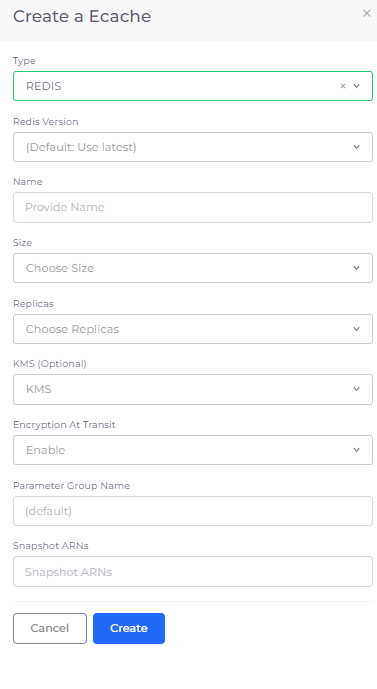 Create a Ecache ×
Type
REDIS ×
Redis Version
(Default: Use latest)
Name
Provide Name
Size
Choose Size
Replicas
Choose Replicas
KMS (Optional)
KMS
Encryption At Transit
Enable
Parameter Group Name
(default)
Snapshot ARNs
Snapshot ARNs
Cancel Create